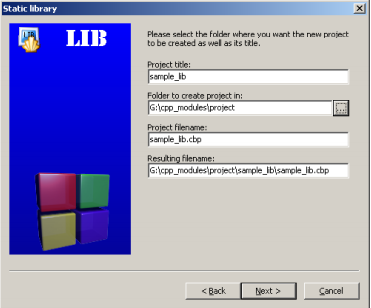 Static library
LIB
Please select the folder where you want the new project
to be created as well as its title.
Project title:
sample_lib
Folder to create project in:
G:\cpp_modules\project
...
Project filename:
sample_lib.cbp
Resulting filename:
G:\cpp_modules\project\sample_lib\sample_lib.cbp
< Back
Next >
Cancel